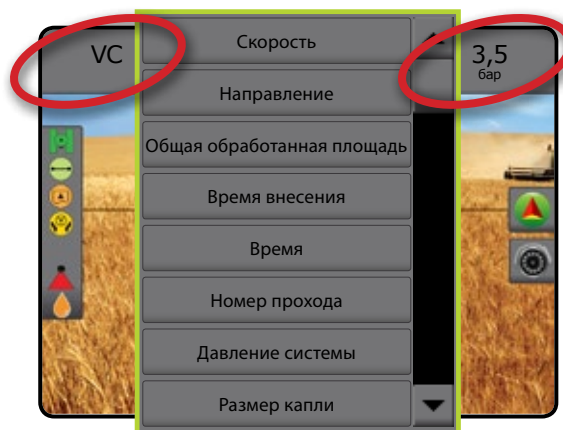 VC
Скорость
3,5
бар
Направление
Общая обработанная площадь
Время внесения
Время
Номер прохода
Давление системы
Размер капли